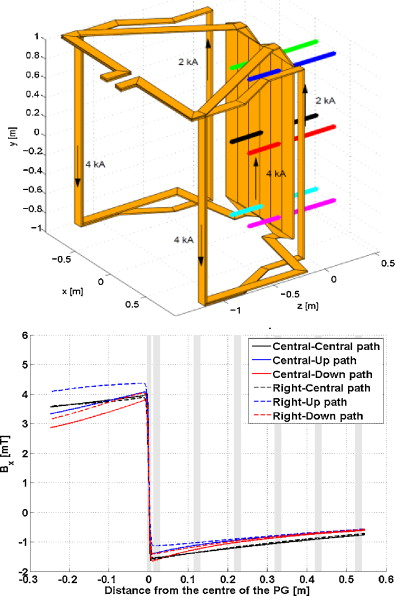 1
0.8
0.6
0.4
0.2
0
-0.2
-0.4
-0.6
-0.8
-1
y [m]
2 kA
2 kA
4 kA
4 kA
4 kA
-0.5
0
0.5
x [m]
-1
-0.5
0
0.5
z [m]
6
5
4
3
2
1
0
-1
-2
Bx [mT]
Central-Central path
Central-Up path
Central-Down path
Right-Central path
Right-Up path
Right-Down path
-0.3 -0.2 -0.1 0 0.1 0.2 0.3 0.4 0.5 0.6
Distance from the centre of the PG [m]